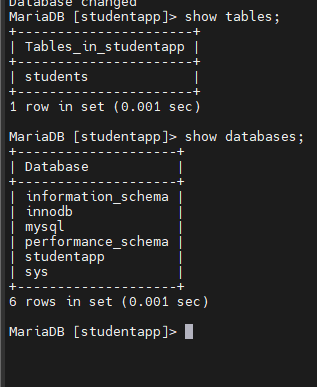 Database changed
MariaDB [studentapp]> show tables;
+----------------------+
| Tables_in_studentapp |
+----------------------+
| students             |
+----------------------+
1 row in set (0.001 sec)

MariaDB [studentapp]> show databases;
+--------------------+
| Database           |
+--------------------+
| information_schema |
| innodb             |
| mysql              |
| performance_schema |
| studentapp         |
| sys                |
+--------------------+
6 rows in set (0.001 sec)

MariaDB [studentapp]>